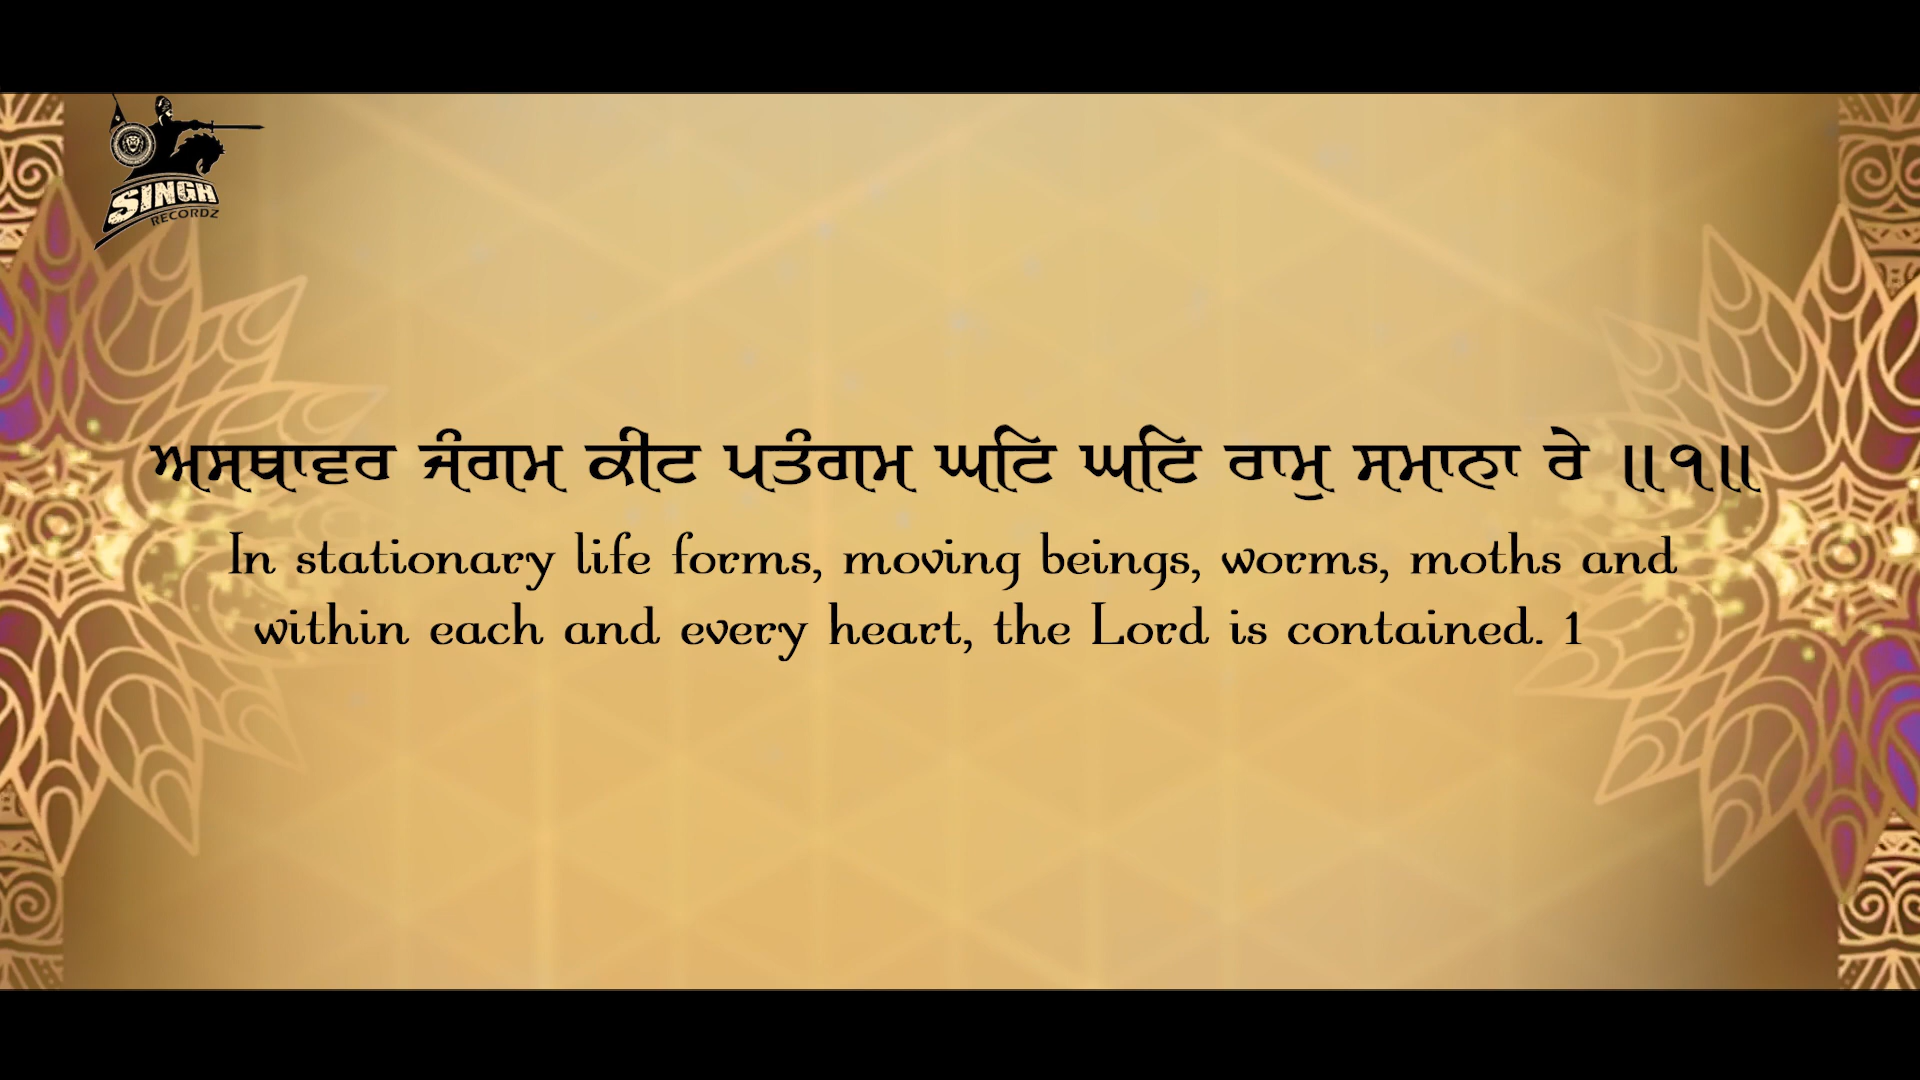 SINGH
RECORDZ
ਅਸਥਾਵਰ ਜੰਗਮ ਕੀਟ ਪਤੰਗਮ ਘਟਿ ਘਟਿ ਰਾਮੁ ਸਮਾਨਾ ਰੇ ॥੧॥
In stationary life forms, moving beings, worms, moths and
within each and every heart, the Lord is contained. 1